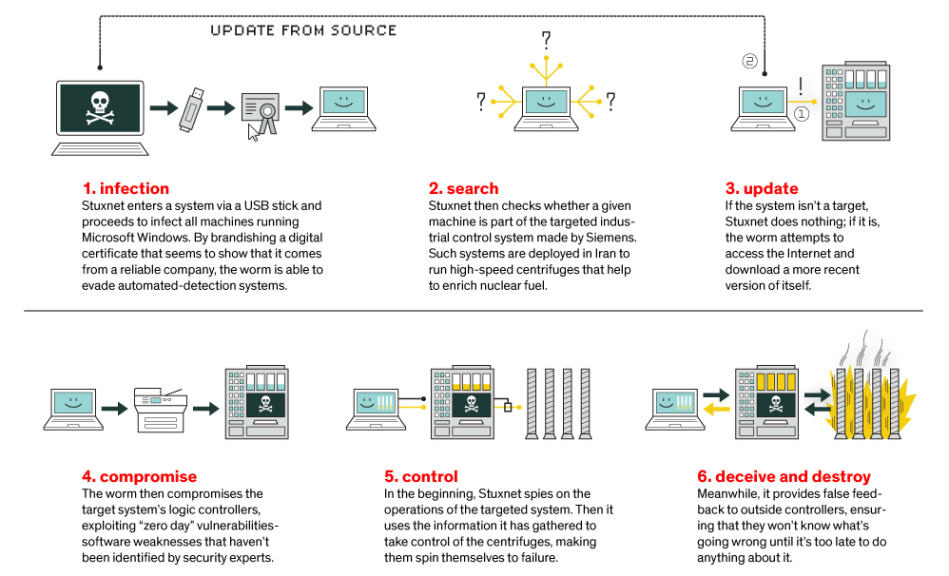 UPDATE FROM SOURCE
?
?
?
2
!
1
1. infection
Stuxnet enters a system via a USB stick and
proceeds to infect all machines running
Microsoft Windows. By brandishing a digital
certificate that seems to show that it comes
from a reliable company, the worm is able to
evade automated-detection systems.
2. search
Stuxnet then checks whether a given
machine is part of the targeted indus-
trial control system made by Siemens.
Such systems are deployed in Iran to
run high-speed centrifuges that help
to enrich nuclear fuel.
3. update
If the system isn't a target,
Stuxnet does nothing; if it is,
the worm attempts to
access the Internet and
download a more recent
version of itself.
4. compromise
The worm then compromises the
target system's logic controllers,
exploiting “zero day” vulnerabilities-
software weaknesses that haven't
been identified by security experts.
5. control
In the beginning, Stuxnet spies on the
operations of the targeted system. Then it
uses the information it has gathered to
take control of the centrifuges, making
them spin themselves to failure.
6. deceive and destroy
Meanwhile, it provides false feed-
back to outside controllers, ensur-
ing that they won't know what's
going wrong until it's too late to do
anything about it.